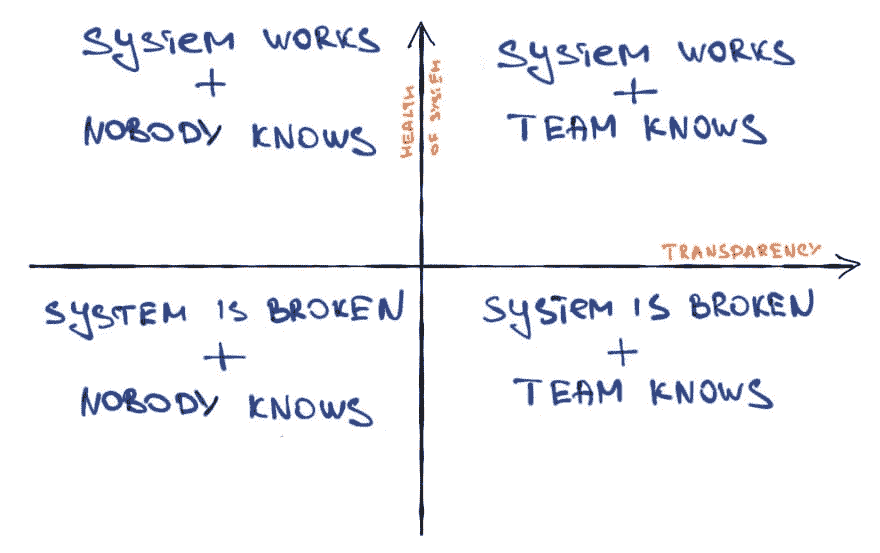 SYSTEM WORKS
+
NOBODY KNOWS
HEALTH
OF SYSTEM
SYSTEM WORKS
+
TEAM KNOWS
TRANSPARENCY
SYSTEM IS BROKEN
+
NOBODY KNOWS
SYSTEM IS BROKEN
+
TEAM KNOWS